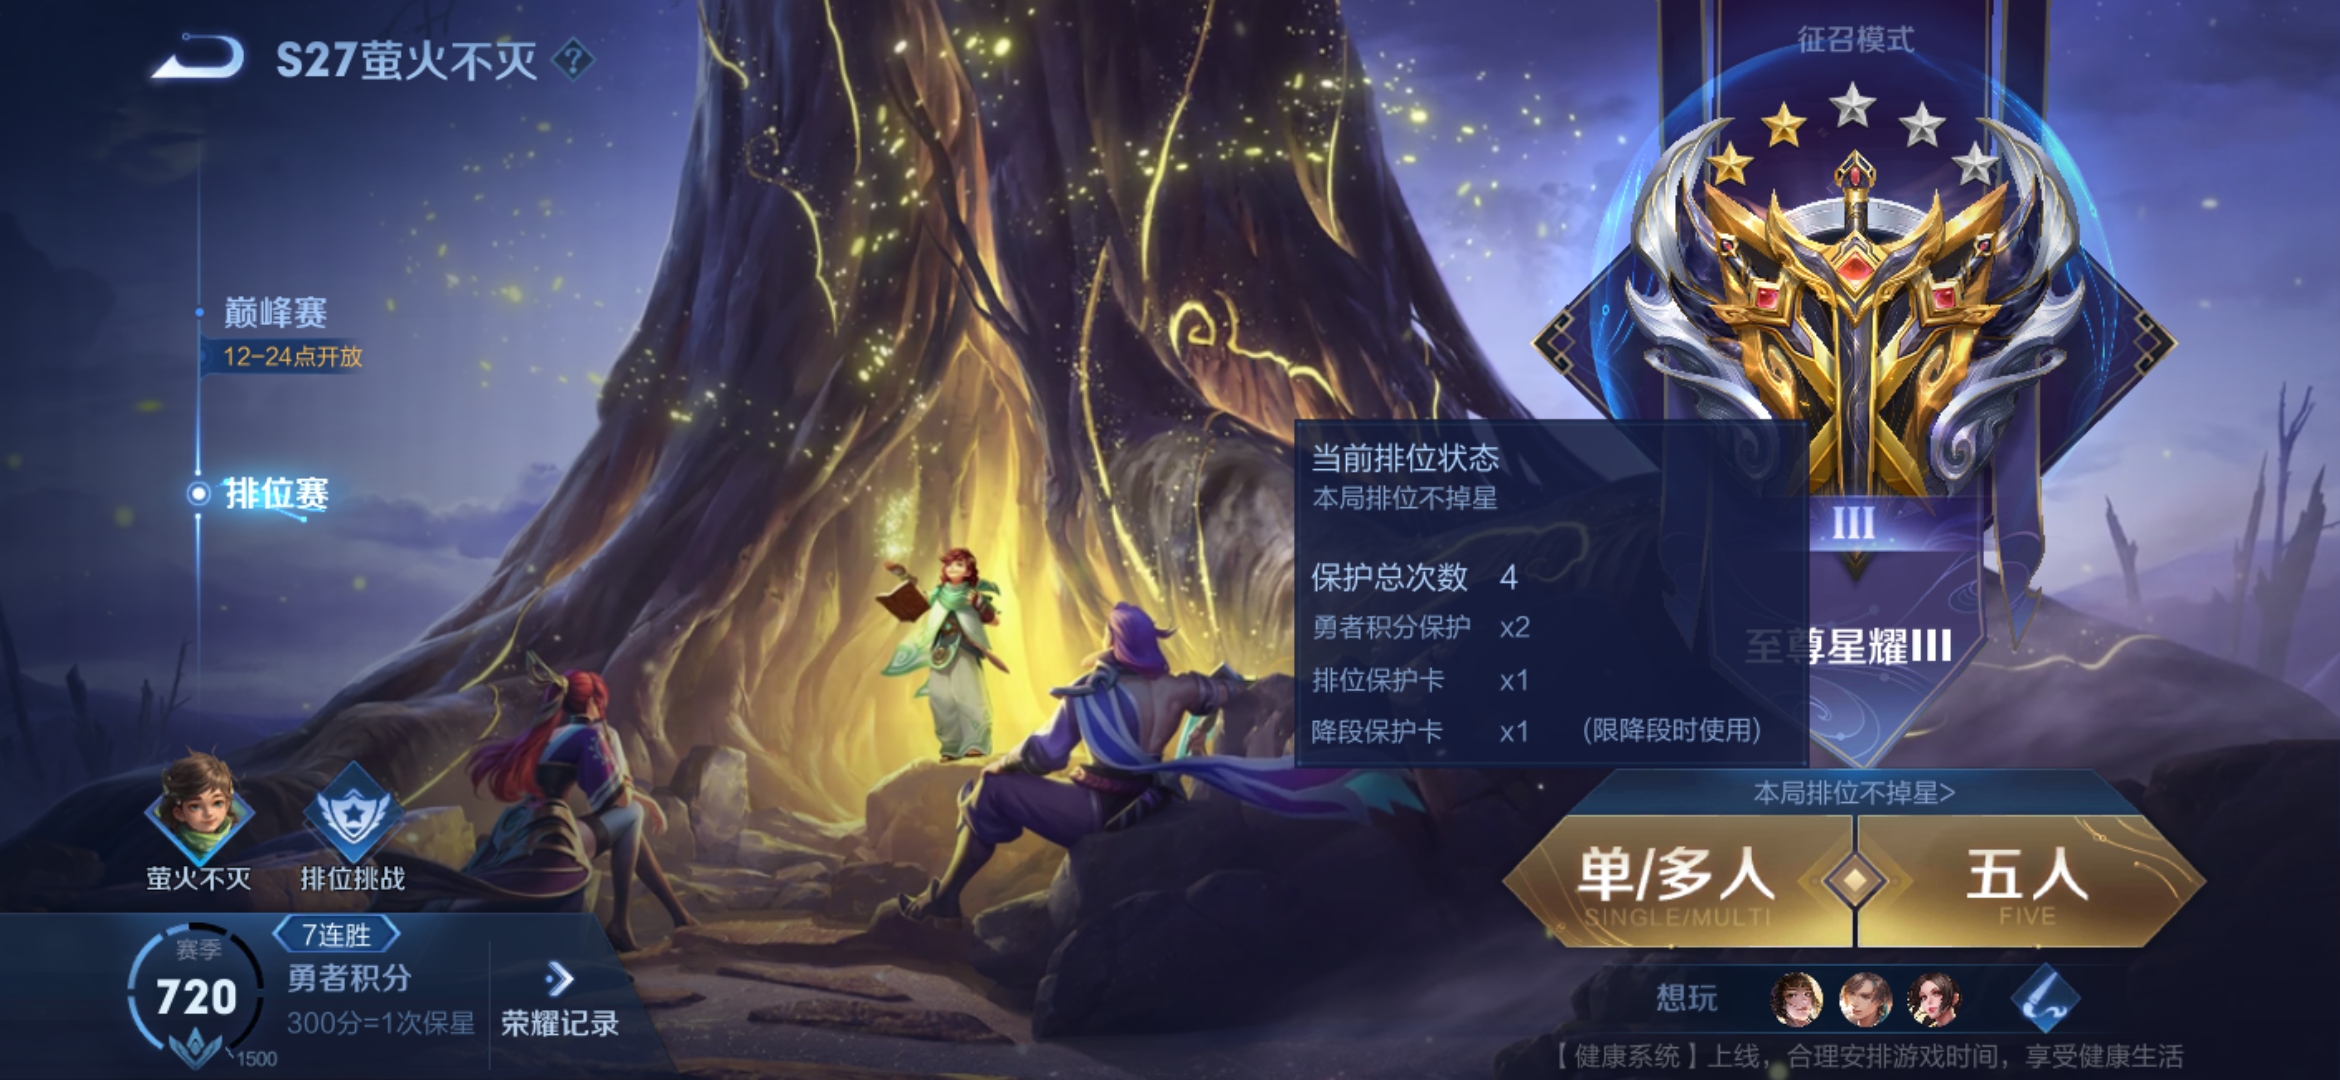 S27萤火不灭
?
征召模式
巅峰赛
12-24点开放
排位赛
当前排位状态
本局排位不掉星
保护总次数 4
勇者积分保护 x2
排位保护卡 x1
降段保护卡 x1 (限降段时使用)
III
至尊星耀III
本局排位不掉星>
单/多人
SINGLE/MULTI
五人
FIVE
萤火不灭
排位挑战
赛季
720
1500
7连胜
勇者积分
300分=1次保星
荣耀记录
想玩
【健康系统】上线，合理安排游戏时间，享受健康生活